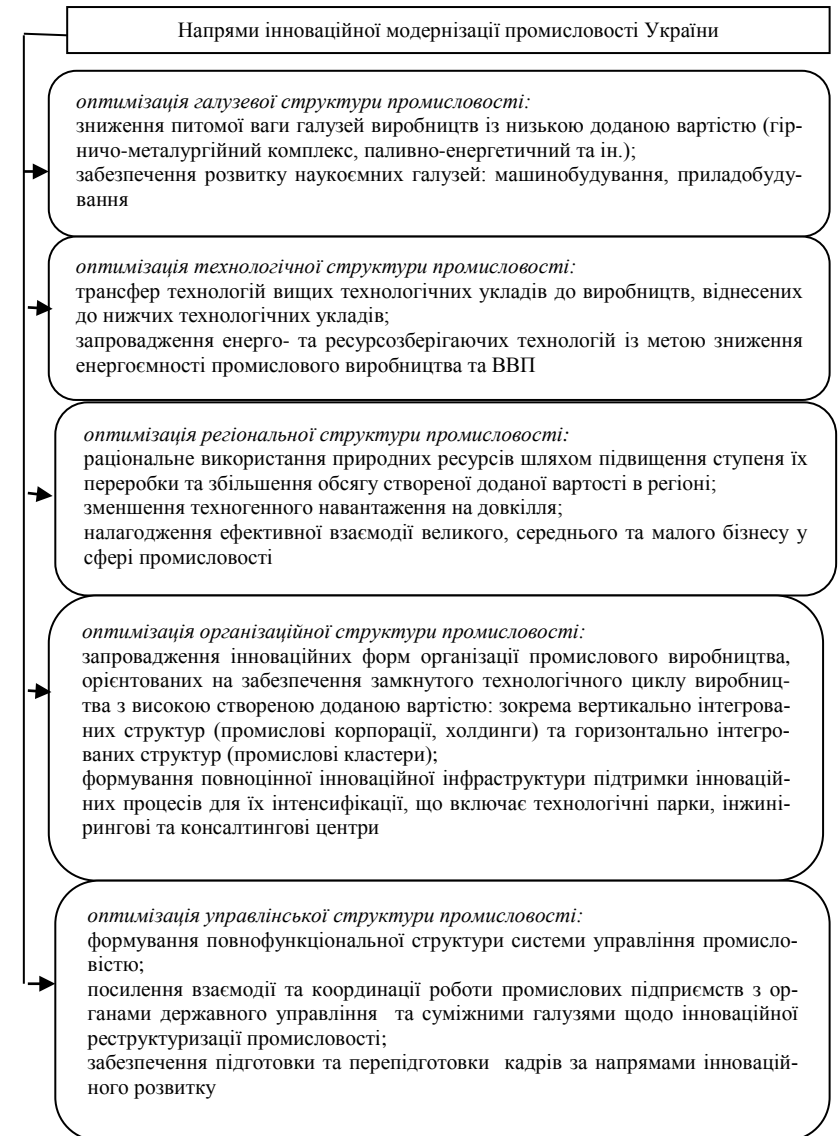 Напрями інноваційної модернізації промисловості України
оптимізація галузевої структури промисловості:
зниження питомої ваги галузей виробництв із низькою доданою вартістю (гір-
ничо-металургійний комплекс, паливно-енергетичний та ін.);
забезпечення розвитку наукоємних галузей: машинобудування, приладобуду-
вання
оптимізація технологічної структури промисловості:
трансфер технологій вищих технологічних укладів до виробництв, віднесених
до нижчих технологічних укладів;
запровадження енерго- та ресурсозберігаючих технологій із метою зниження
енергоємності промислового виробництва та ВВП
оптимізація регіональної структури промисловості:
раціональне використання природних ресурсів шляхом підвищення ступеня їх
переробки та збільшення обсягу створеної доданої вартості в регіоні;
зменшення техногенного навантаження на довкілля;
налагодження ефективної взаємодії великого, середнього та малого бізнесу у
сфері промисловості
оптимізація організаційної структури промисловості:
запровадження інноваційних форм організації промислового виробництва,
орієнтованих на забезпечення замкнутого технологічного циклу виробниц-
тва з високою створеною доданою вартістю: зокрема вертикально інтегрова-
них структур (промислові корпорації, холдинги) та горизонтально інтегро-
ваних структур (промислові кластери);
формування повноцінної інноваційної інфраструктури підтримки інновацій-
них процесів для їх інтенсифікації, що включає технологічні парки, інжині-
рингові та консалтингові центри
оптимізація управлінської структури промисловості:
формування повнофункціональної структури системи управління промисло-
вістю;
посилення взаємодії та координації роботи промислових підприємств з ор-
ганами державного управління та суміжними галузями щодо інноваційної
реструктуризації промисловості;
забезпечення підготовки та перепідготовки кадрів за напрямами інновацій-
ного розвитку